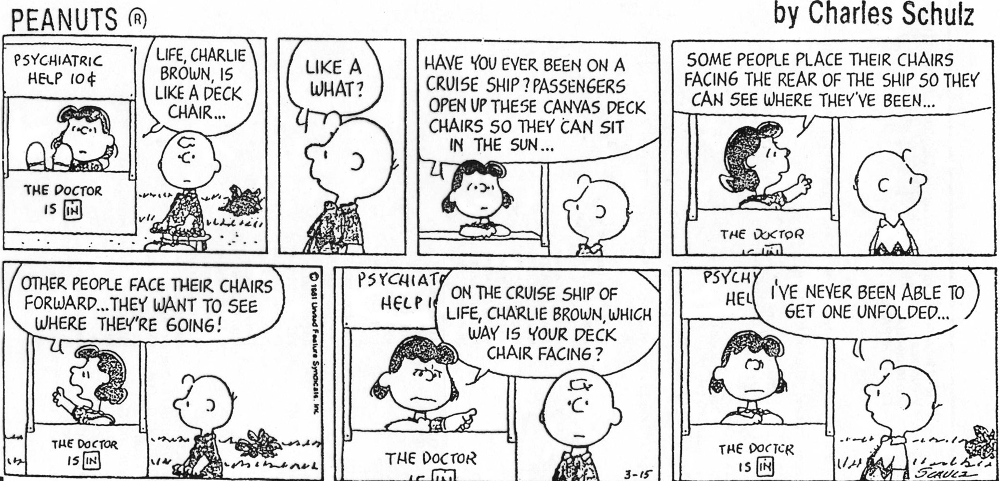 PEANUTS ®
by Charles Schulz
PSYCHIATRIC
HELP 10¢
THE DOCTOR
IS IN
LIFE, CHARLIE
BROWN, IS
LIKE A DECK
CHAIR...
LIKE A
WHAT?
HAVE YOU EVER BEEN ON A
CRUISE SHIP? PASSENGERS
OPEN UP THESE CANVAS DECK
CHAIRS SO THEY CAN SIT
IN THE SUN...
SOME PEOPLE PLACE THEIR CHAIRS
FACING THE REAR OF THE SHIP SO THEY
CAN SEE WHERE THEY'VE BEEN...
THE DOCTOR
IS IN
OTHER PEOPLE FACE THEIR CHAIRS
FORWARD...THEY WANT TO SEE
WHERE THEY'RE GOING!
THE DOCTOR
IS IN
© 1981 United Feature Syndicate, Inc.
PSYCHIAT
HELP 1
ON THE CRUISE SHIP OF
LIFE, CHARLIE BROWN, WHICH
WAY IS YOUR DECK
CHAIR FACING?
THE DOCTOR
IS IN
3-15
PSYCH
HEL
I'VE NEVER BEEN ABLE TO
GET ONE UNFOLDED...
THE DOCTOR
IS IN
SCHULZ